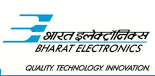 भारत इलेक्ट्रॉनिक्स
BHARAT ELECTRONICS
QUALITY. TECHNOLOGY. INNOVATION.